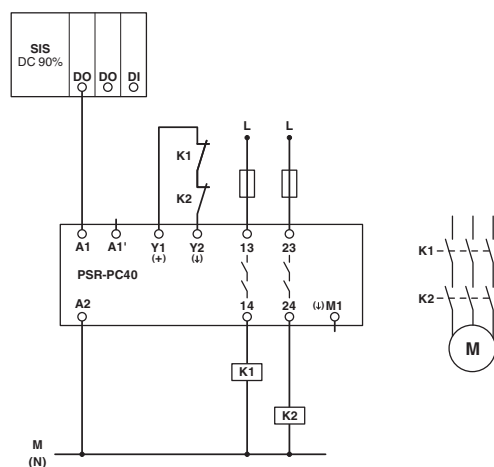 SIS
DC 90%
DO DO DI
L L
K1
K2
A1 A1' Y1 Y2 13 23
(+) (↓)
PSR-PC40
A2 14 24 (↓)M1
K1
K2
M
(N)
K1
K2
M